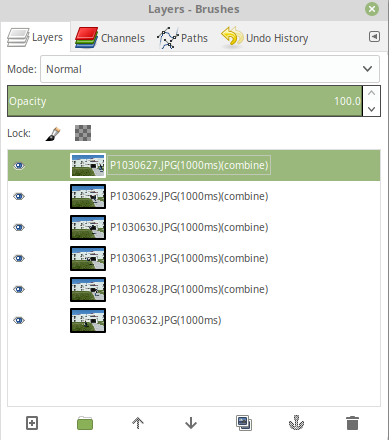 Layers - Brushes
Layers Channels Paths Undo History
Mode: Normal
Opacity 100.0
Lock:
P1030627.JPG(1000ms)(combine)
P1030629.JPG(1000ms)(combine)
P1030630.JPG(1000ms)(combine)
P1030631.JPG(1000ms)(combine)
P1030628.JPG(1000ms)(combine)
P1030632.JPG(1000ms)